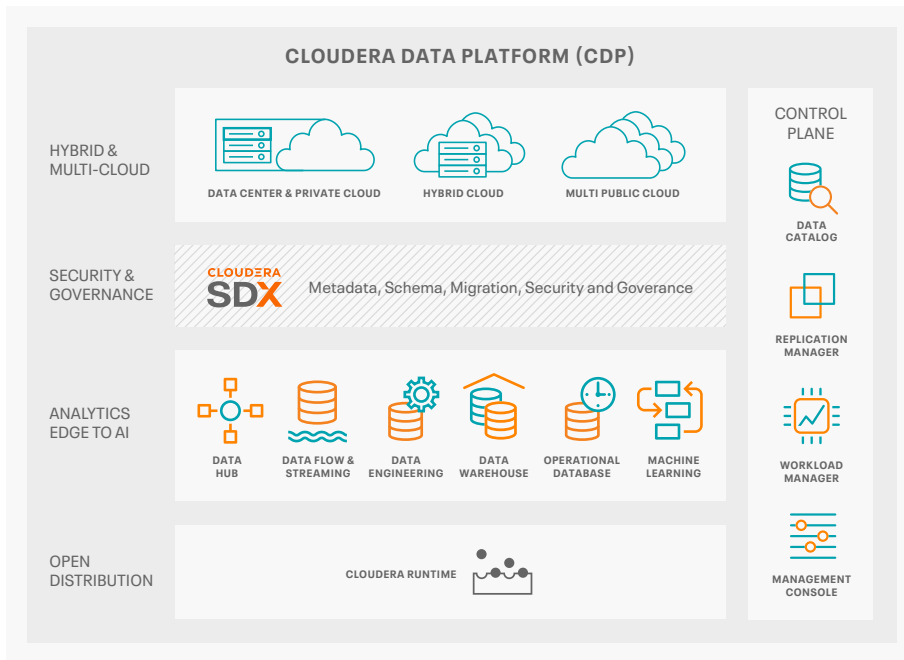 CLOUDERA DATA PLATFORM (CDP)
HYBRID &
MULTI-CLOUD
DATA CENTER & PRIVATE CLOUD
HYBRID CLOUD
MULTI PUBLIC CLOUD
SECURITY &
GOVERNANCE
CLOUDERA
SDX
Metadata, Schema, Migration, Security and Goverance
ANALYTICS
EDGE TO AI
DATA
HUB
DATA FLOW &
STREAMING
DATA
ENGINEERING
DATA
WAREHOUSE
OPERATIONAL
DATABASE
MACHINE
LEARNING
OPEN
DISTRIBUTION
CLOUDERA RUNTIME
CONTROL
PLANE
DATA
CATALOG
REPLICATION
MANAGER
WORKLOAD
MANAGER
MANAGEMENT
CONSOLE